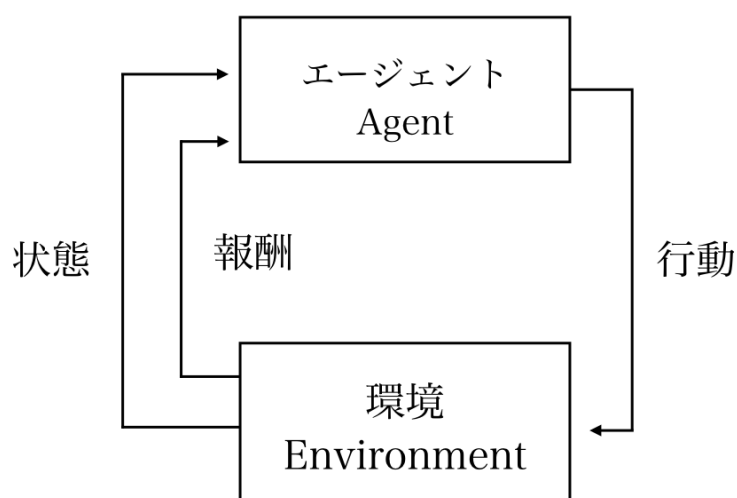 エージェント
Agent
状態
報酬
行動
環境
Environment